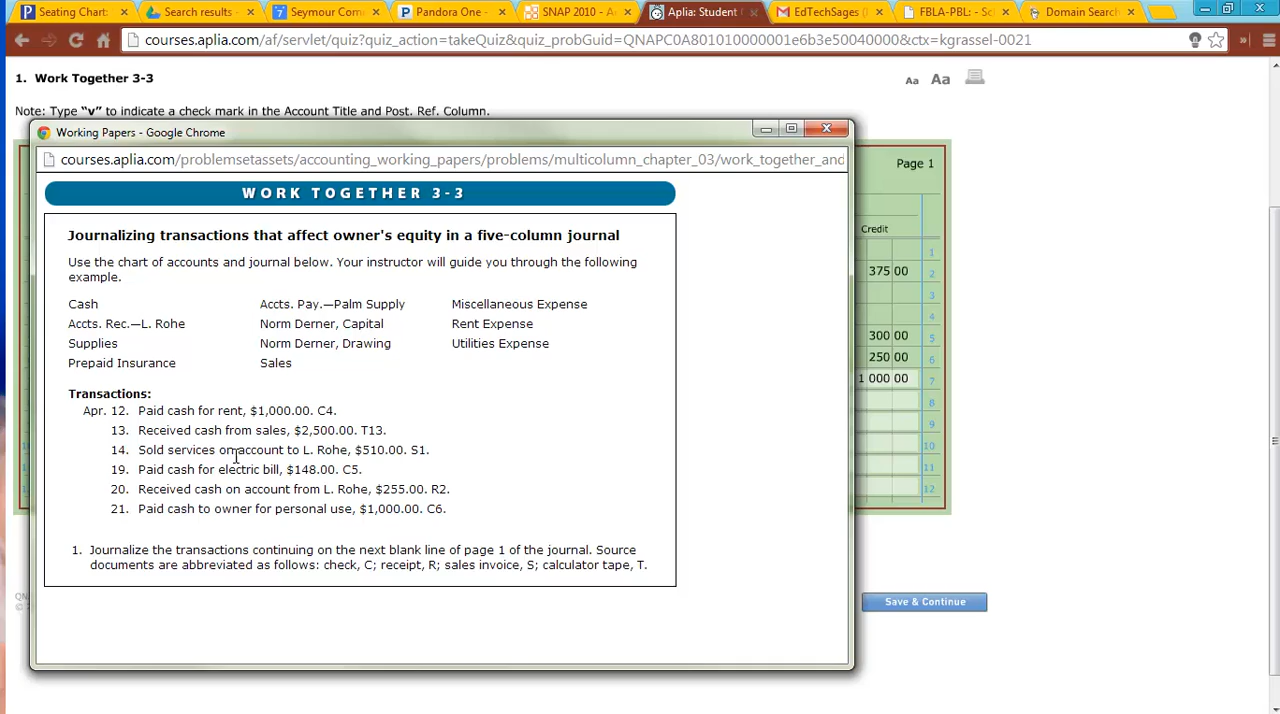 Seating Chart: Search results - Seymour Com Pandora One - SNAP 2010 - A Aplia: Student EdTechSages ( FBLA-PBL: - Sc Domain Search
courses.aplia.com/af/servlet/quiz?quiz_action=takeQuiz&quiz_probGuid=QNAPC0A801010000001e6b3e50040000&ctx=kgrassel-0021
1. Work Together 3-3
Aa Aa
Note: Type “v” to indicate a check mark in the Account Title and Post. Ref. Column.
Working Papers - Google Chrome
courses.aplia.com/problemsetassets/accounting_working_papers/problems/multicolumn_chapter_03/work_together_and
Page 1
WORK TOGETHER 3-3
Credit
Journalizing transactions that affect owner's equity in a five-column journal
Use the chart of accounts and journal below. Your instructor will guide you through the following
example.
Cash Accts. Pay.—Palm Supply Miscellaneous Expense
Accts. Rec.—L. Rohe Norm Derner, Capital Rent Expense
Supplies Norm Derner, Drawing Utilities Expense
Prepaid Insurance Sales
Transactions:
Apr. 12. Paid cash for rent, $1,000.00. C4.
13. Received cash from sales, $2,500.00. T13.
14. Sold services on account to L. Rohe, $510.00. S1.
19. Paid cash for electric bill, $148.00. C5.
20. Received cash on account from L. Rohe, $255.00. R2.
21. Paid cash to owner for personal use, $1,000.00. C6.
1. Journalize the transactions continuing on the next blank line of page 1 of the journal. Source
documents are abbreviated as follows: check, C; receipt, R; sales invoice, S; calculator tape, T.
1
375 00 2
3
4
300 00 5
250 00 6
1 000 00 7
8
9
10
11
12
Save & Continue